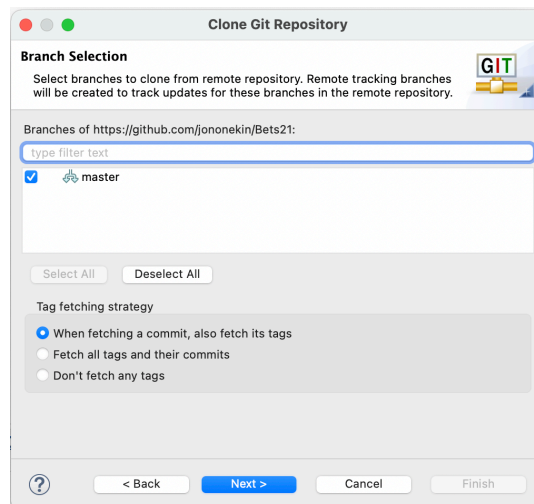 Clone Git Repository
Branch Selection
GIT
Select branches to clone from remote repository. Remote tracking branches
will be created to track updates for these branches in the remote repository.
Branches of https://github.com/jononekin/Bets21:
type filter text
master
Select All
Deselect All
Tag fetching strategy
When fetching a commit, also fetch its tags
Fetch all tags and their commits
Don't fetch any tags
?
< Back
Next >
Cancel
Finish